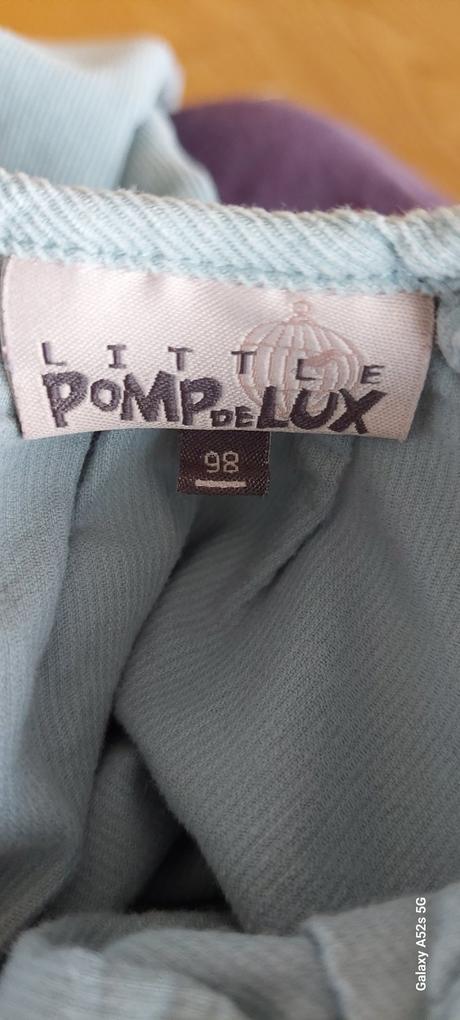 LITTLE
POMP DE LUX
98
Galaxy A52s 5G